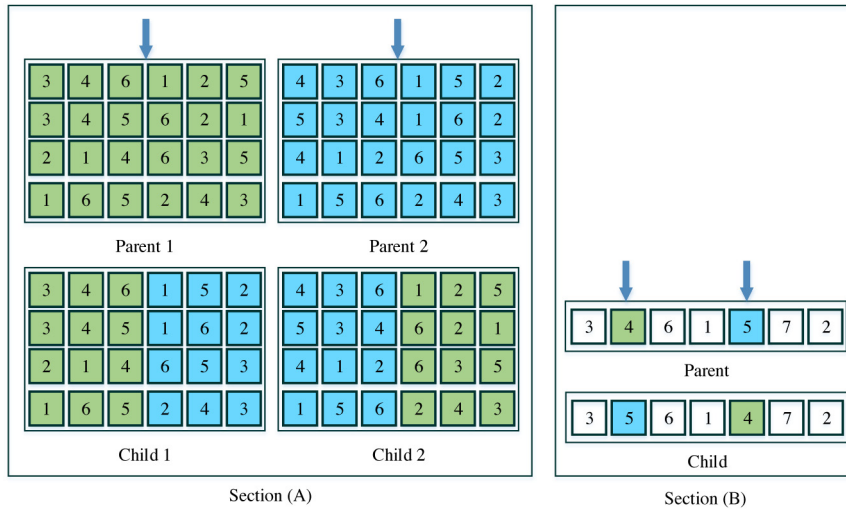 3 4 6 1 2 5
3 4 5 6 2 1
2 1 4 6 3 5
1 6 5 2 4 3
Parent 1
4 3 6 1 5 2
5 3 4 1 6 2
4 1 2 6 5 3
1 5 6 2 4 3
Parent 2
3 4 6 1 5 2
3 4 5 1 6 2
2 1 4 6 5 3
1 6 5 2 4 3
Child 1
4 3 6 1 2 5
5 3 4 6 2 1
4 1 2 6 3 5
1 5 6 2 4 3
Child 2
Section (A)
3 4 6 1 5 7 2
Parent
3 5 6 1 4 7 2
Child
Section (B)